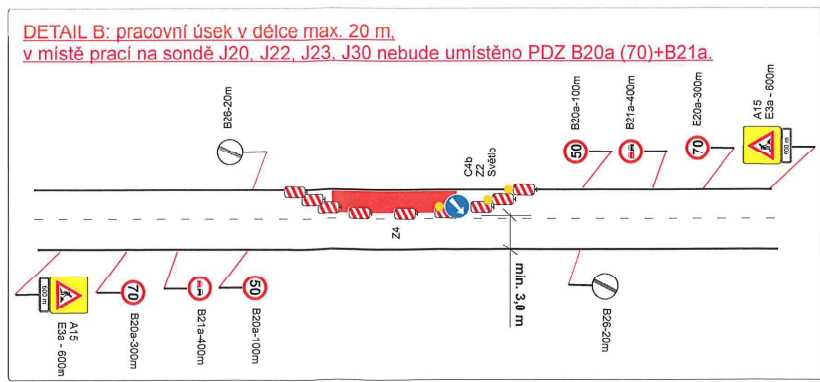 DETAIL B: pracovní úsek v délce max. 20 m,
v místě prací na sondě J20, J22, J23, J30 nebude umístěno PDZ B20a (70)+B21a.
B26-20m
C4b
Z2
Světlo
B20a-100m
50
B21a-400m
E20a-300m
70
A15
E3a - 600m
600 m
Z4
min. 3,0 m
600 m
A15
E3a - 600m
70
B20a-300m
B21a-400m
50
B20a-100m
B26-20m